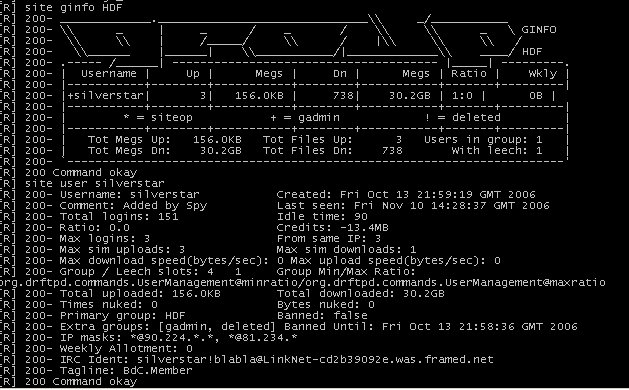 [R] site ginfo HDF
[R] 200-
[R] 200-
[R] 200- GINFO
[R] 200-
[R] 200- HDF
[R] 200-
[R] 200- | Username | Up | Megs | Dn | Megs | Ratio | Wkly |
[R] 200-
[R] 200- |+silverstar | 3| 156.0KB | 738| 30.2GB | 1:0 | 0B |
[R] 200-
[R] 200- | * = siteop + = gadmin ! = deleted |
[R] 200-
[R] 200- | Tot Megs Up: 156.0KB Tot Files Up: 3 Users in group: 1 |
[R] 200- | Tot Megs Dn: 30.2GB Tot Files Dn: 738 With leech: 1 |
[R] 200-
[R] 200 Command okay
[R] site user silverstar
[R] 200- Username: silverstar Created: Fri Oct 13 21:59:19 GMT 2006
[R] 200- Comment: Added by Spy Last seen: Fri Nov 10 14:28:37 GMT 2006
[R] 200- Total logins: 151 Idle time: 90
[R] 200- Ratio: 0.0 Credits: -13.4MB
[R] 200- Max logins: 3 From same IP: 3
[R] 200- Max sim uploads: 3 Max sim downloads: 1
[R] 200- Max download speed(bytes/sec): 0 Max upload speed(bytes/sec): 0
[R] 200- Group / Leech slots: 4 1 Group Min/Max Ratio:
org.drftpd.commands.UserManagement@minratio/org.drftpd.commands.UserManagement@maxratio
[R] 200- Total uploaded: 156.0KB Total downloaded: 30.2GB
[R] 200- Times nuked: 0 Bytes nuked: 0
[R] 200- Primary group: HDF Banned: false
[R] 200- Extra groups: [gadmin, deleted] Banned Until: Fri Oct 13 21:58:36 GMT 2006
[R] 200- IP masks: *@90.224.*.*, *@81.234.*
[R] 200- Weekly Allotment: 0
[R] 200- IRC Ident: silverstar!blabla@LinkNet-cd2b39092e.was.framed.net
[R] 200- Tagline: BdC.Member
[R] 200 Command okay